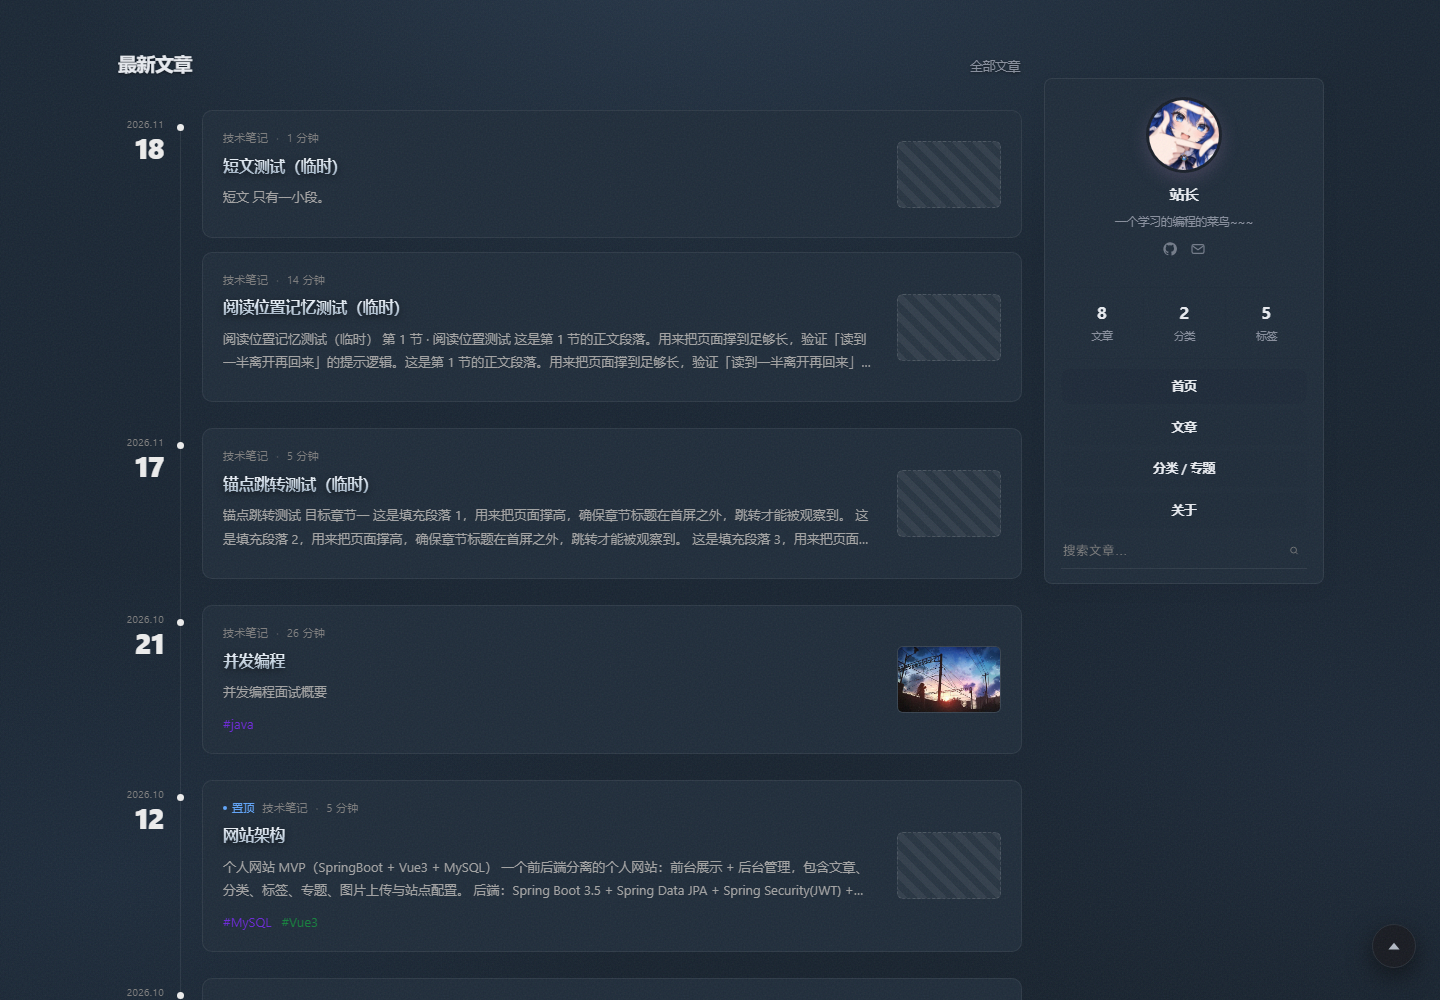 最新文章
全部文章
2026.11
18
技术笔记 · 1 分钟
短文测试（临时）
短文 只有一小段。
技术笔记 · 14 分钟
阅读位置记忆测试（临时）
阅读位置记忆测试（临时） 第 1 节 · 阅读位置测试 这是第 1 节的正文段落。用来把页面撑到足够长，验证「读到
一半离开再回来」的提示逻辑。这是第 1 节的正文段落。用来把页面撑到足够长，验证「读到一半离开再回来」...
2026.11
17
技术笔记 · 5 分钟
锚点跳转测试（临时）
锚点跳转测试 目标章节一 这是填充段落 1，用来把页面撑高，确保章节标题在首屏之外，跳转才能被观察到。 这
是填充段落 2，用来把页面撑高，确保章节标题在首屏之外，跳转才能被观察到。 这是填充段落 3，用来把页面...
2026.10
21
技术笔记 · 26 分钟
并发编程
并发编程面试概要
#java
2026.10
12
置顶 技术笔记 · 5 分钟
网站架构
个人网站 MVP（SpringBoot + Vue3 + MySQL） 一个前后端分离的个人网站：前台展示 + 后台管理，包含文章、
分类、标签、专题、图片上传与站点配置。 后端：Spring Boot 3.5 + Spring Data JPA + Spring Security(JWT) +...
#MySQL #Vue3
2026.10
站长
一个学习的编程的菜鸟~~~
8 2 5
文章 分类 标签
首页
文章
分类 / 专题
关于
搜索文章...